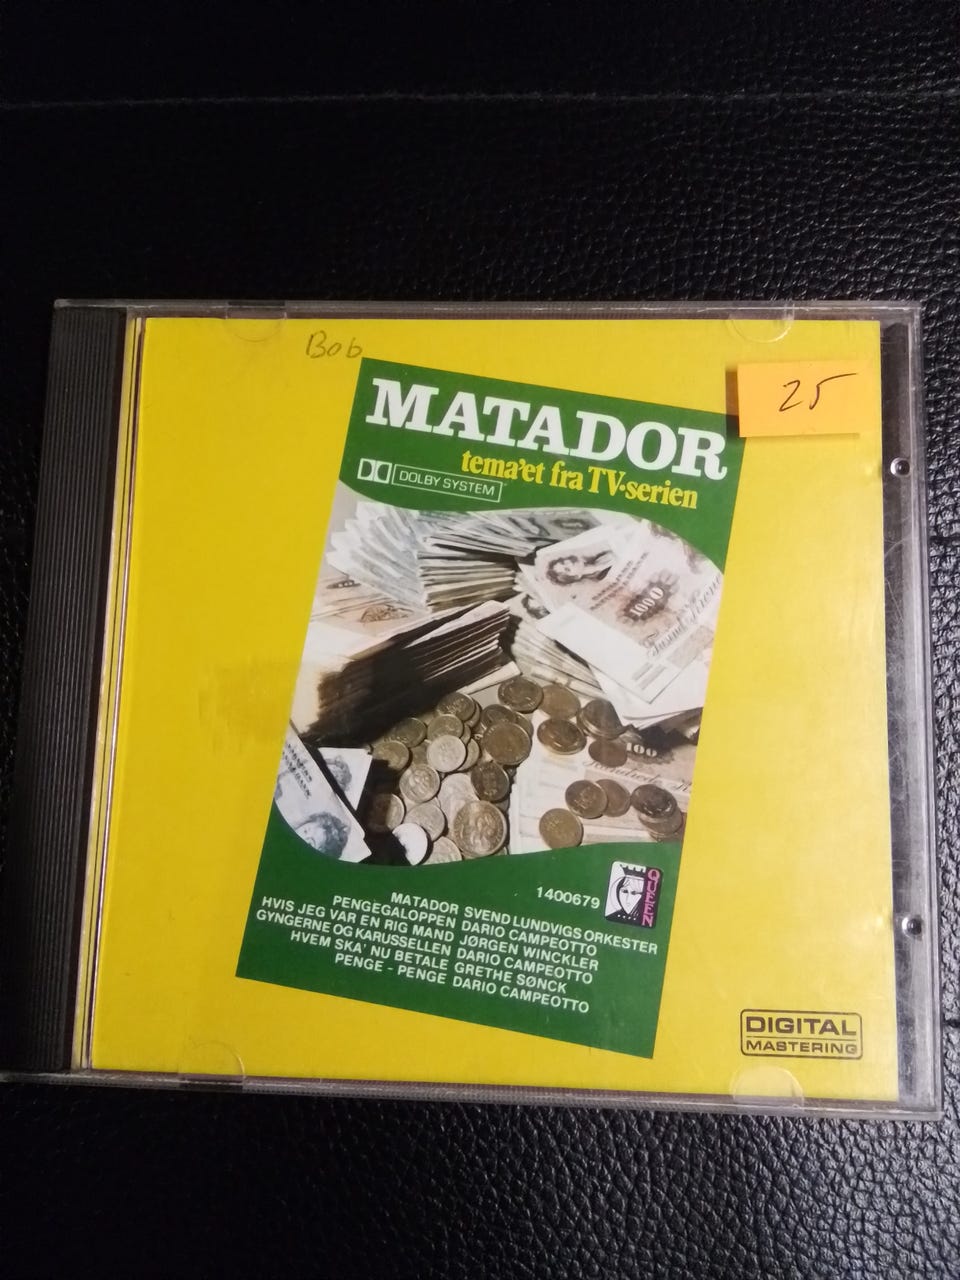 Bob
25
MATADOR
tema'et fra TV-serien
DOLBY SYSTEM
1000
100
1400679
QUEEN
MATADOR SVEND LUNDVIGS ORKESTER
PENGEGALOPPEN DARIO CAMPEOTTO
HVIS JEG VAR EN RIG MAND JØRGEN WINCKLER
GYNGERNE OG KARUSSELLEN DARIO CAMPEOTTO
HVEM SKA' NU BETALE GRETHE SØNCK
PENGE - PENGE DARIO CAMPEOTTO
DIGITAL
MASTERING